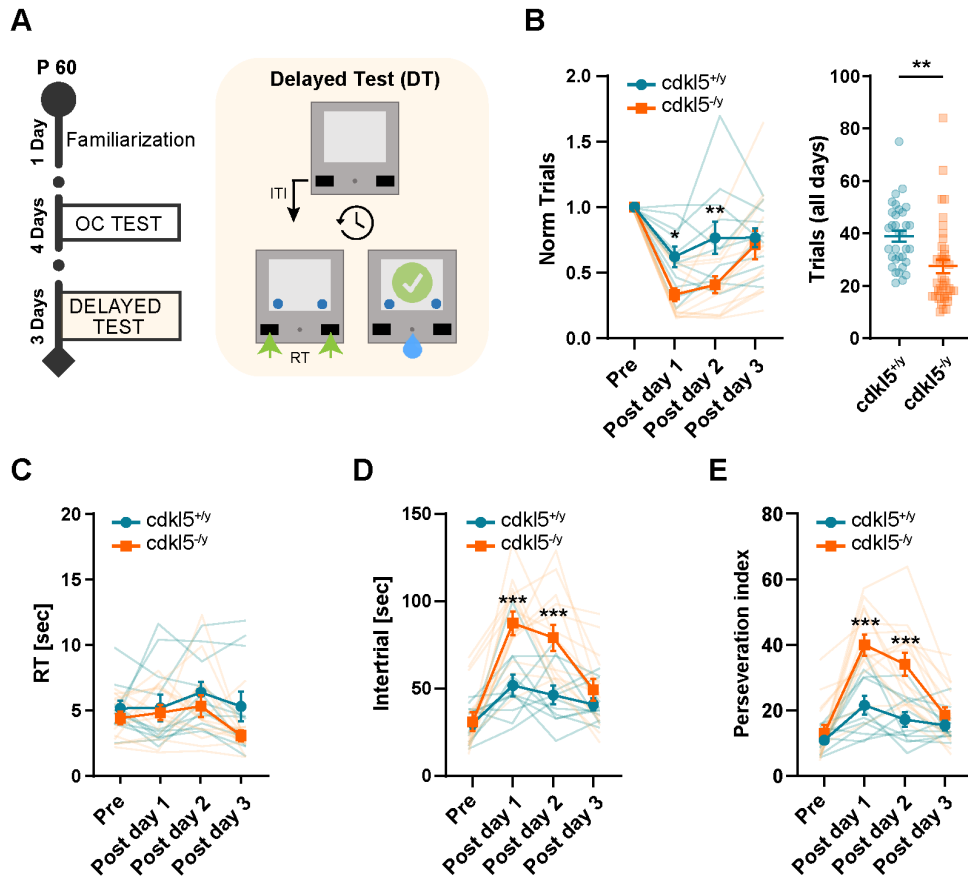 A
P 60
1 Day
Familiarization
4 Days
OC TEST
3 Days
DELAYED
TEST
Delayed Test (DT)
ITI
RT
B
Norm Trials
2.0
1.5
1.0
0.5
0.0
cdkl5+/y
cdkl5-/y
*
**
Pre
Post day 1
Post day 2
Post day 3
Trials (all days)
100
80
60
40
20
0
**
cdkl5+/y
cdkl5-/y
C
RT [sec]
20
15
10
5
0
cdkl5+/y
cdkl5-/y
Pre
Post day 1
Post day 2
Post day 3
D
Intertrial [sec]
150
100
50
0
cdkl5+/y
cdkl5-/y
***
***
Pre
Post day 1
Post day 2
Post day 3
E
Perseveration index
80
60
40
20
0
cdkl5+/y
cdkl5-/y
***
***
Pre
Post day 1
Post day 2
Post day 3